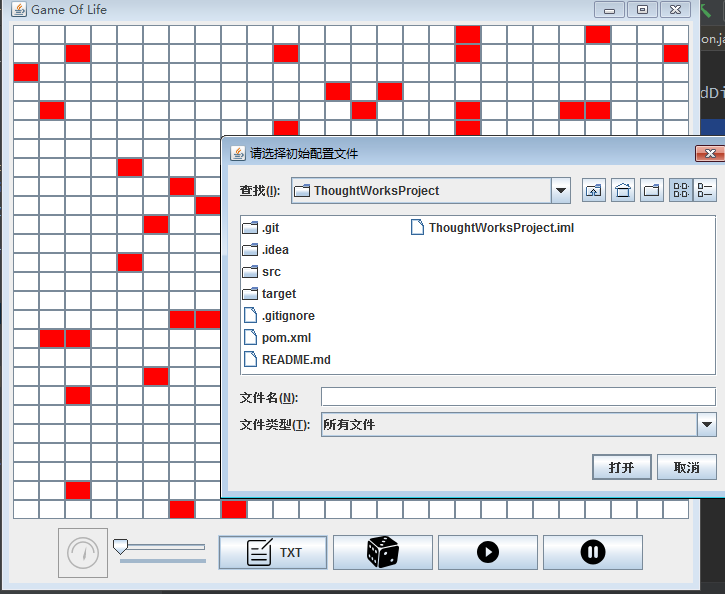 Game Of Life
on.ja
dDi
请选择初始配置文件
查找(I):
ThoughtWorksProject
.git
ThoughtWorksProject.iml
.idea
src
target
.gitignore
pom.xml
README.md
文件名(N):
文件类型(T):
所有文件
打开
取消
TXT